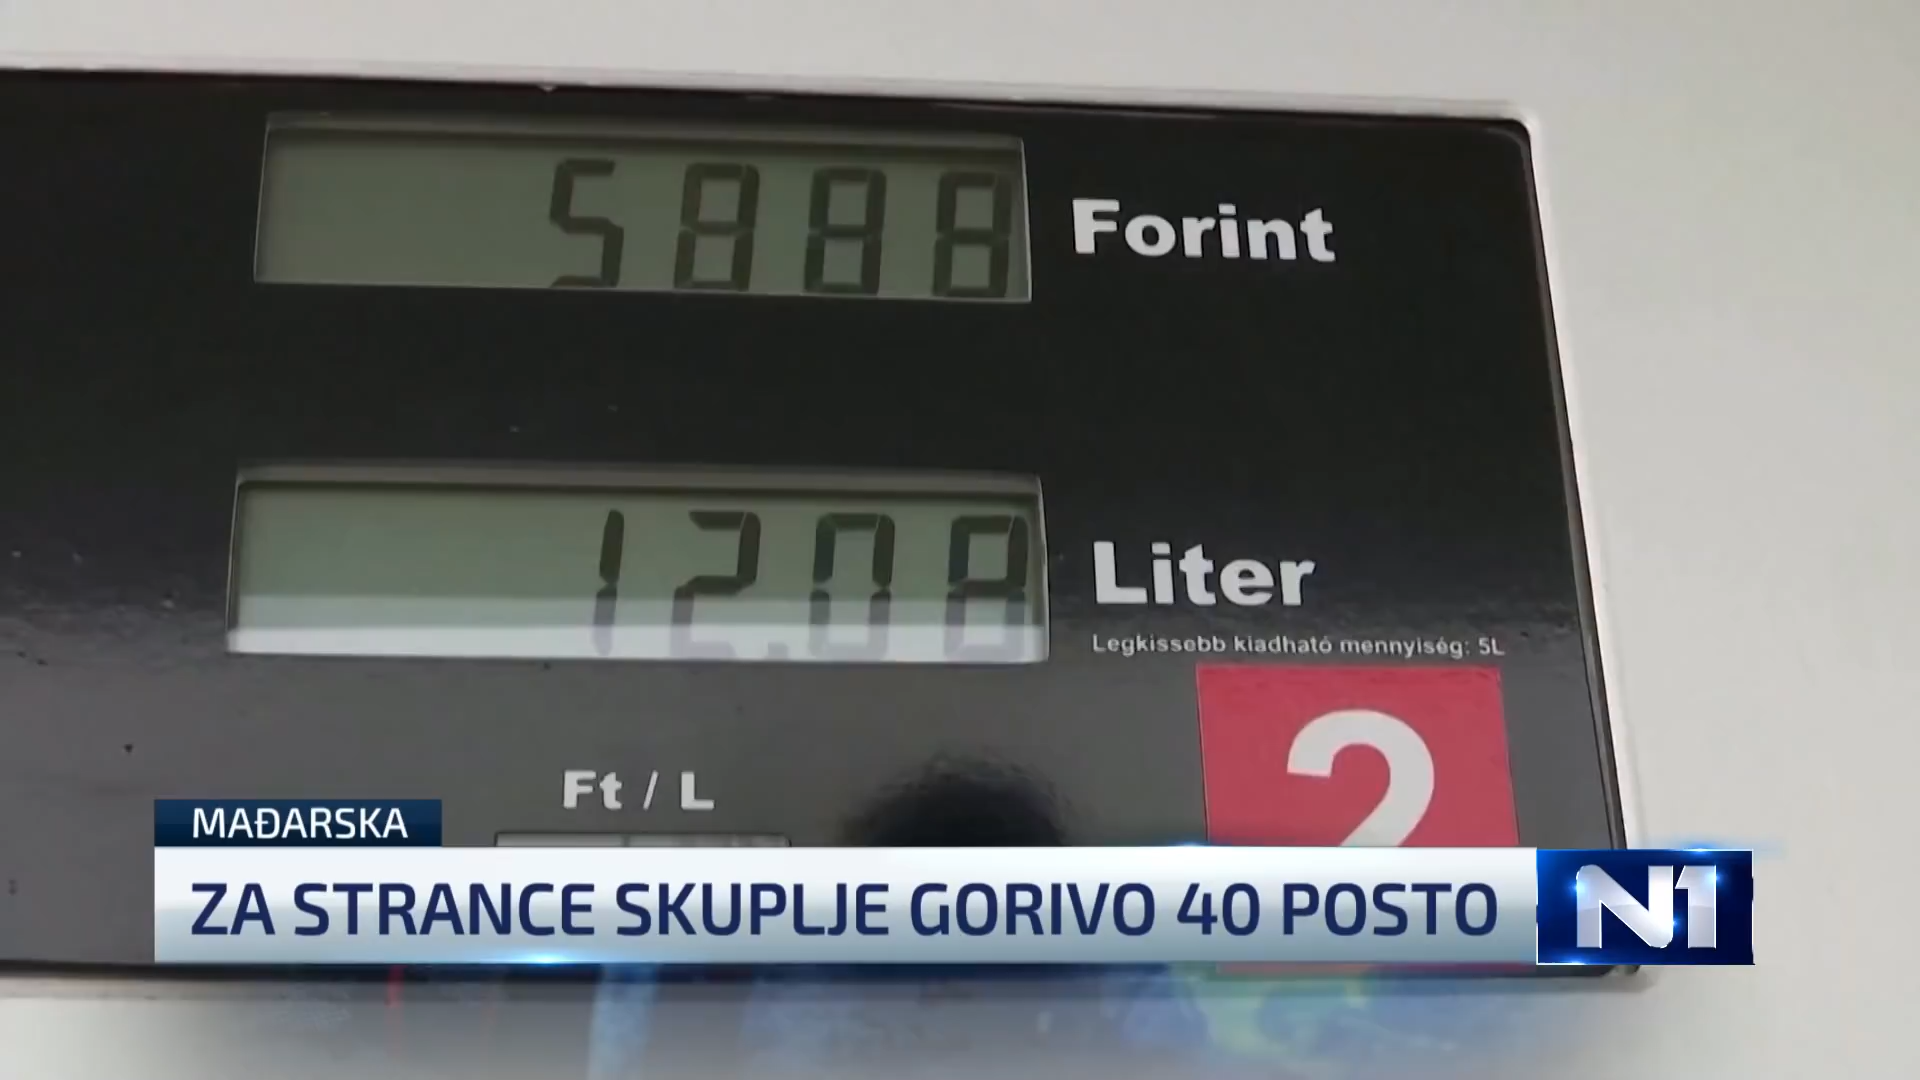 5888 Forint
12.08 Liter
Legkissebb kiadható mennyiség: 5L
2
Ft / L
MAĐARSKA
ZA STRANCE SKUPLJE GORIVO 40 POSTO
N1